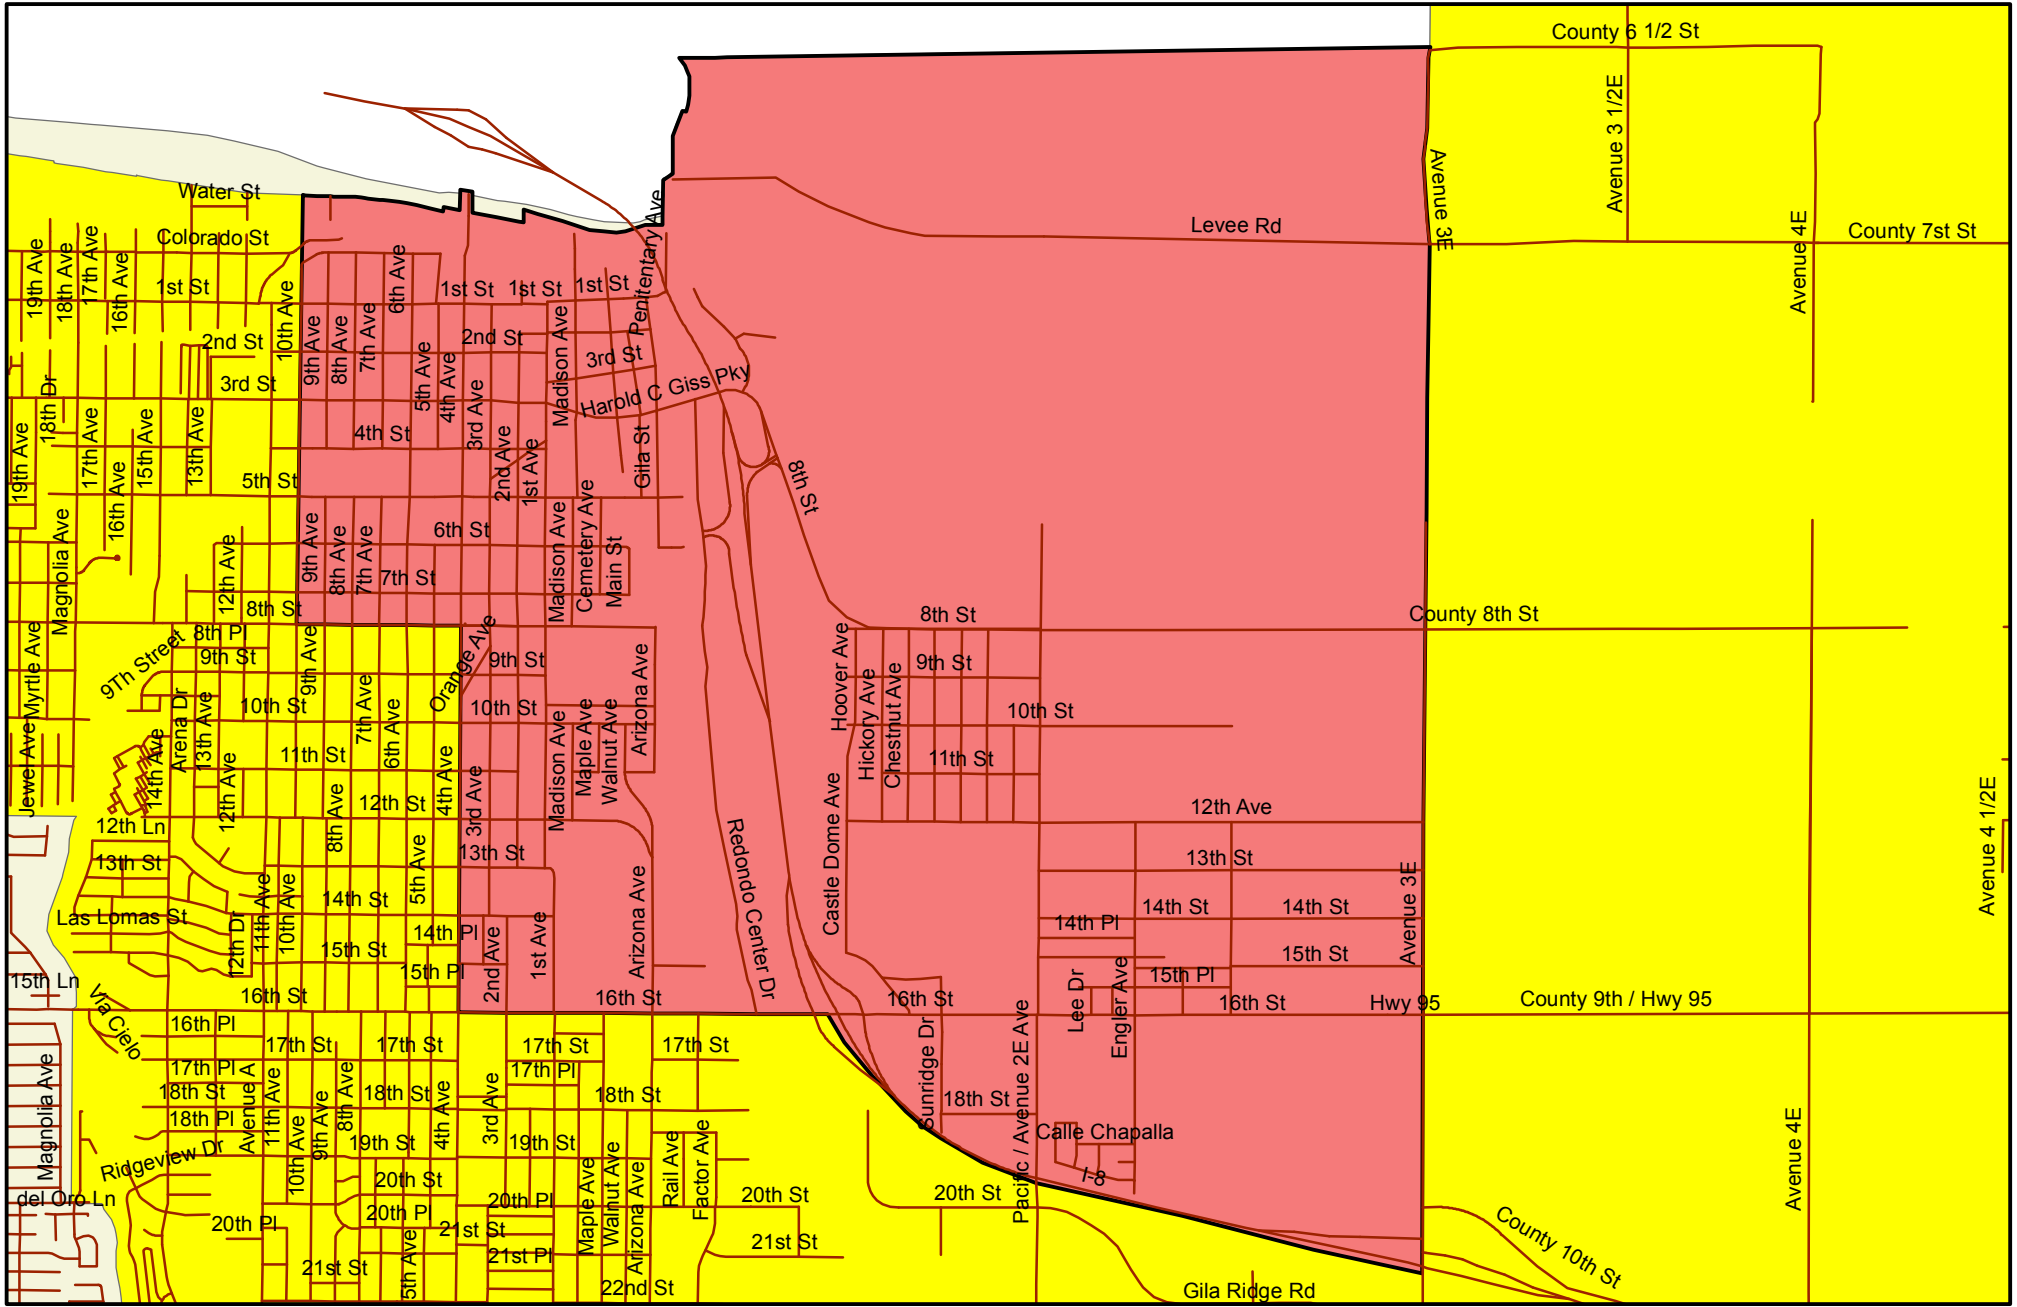 County 6 1/2 St
Avenue 3 1/2E
Avenue 3E
Avenue 4E
County 7st St
Levee Rd
Water St
Colorado St
Penitentary Ave
19th Ave
18th Ave
17th Ave
16th Ave
1st St
10th Ave
6th Ave
1st St
1st St
1st St
2nd St
9th Ave
8th Ave
7th Ave
5th Ave
4th Ave
2nd St
Madison Ave
3rd St
3rd St
Harold C Giss Pky
18th Dr
19th Ave
17th Ave
16th Ave
15th Ave
13th Ave
4th St
3rd Ave
2nd Ave
1st Ave
Gila St
8th St
5th St
Magnolia Ave
12th Ave
9th Ave
8th Ave
7th Ave
6th St
7th St
Madison Ave
Cemetery Ave
Main St
8th St
8th St
County 8th St
Jewel Ave
Myrtle Ave
9Th Street
8th Pl
9th St
9th Ave
Orange Ave
9th St
Arizona Ave
Hoover Ave
Hickory Ave
Chestnut Ave
9th St
Arena Dr
13th Ave
10th St
7th Ave
6th Ave
10th St
10th St
Madison Ave
Maple Ave
Walnut Ave
14th Ave
12th Ave
11th St
4th Ave
11th St
8th Ave
12th St
3rd Ave
12th Ave
Avenue 4 1/2E
12th Ln
13th St
5th Ave
13th St
Redondo Center Dr
Castle Dome Ave
13th St
Avenue 3E
11th Ave
10th Ave
14th St
Las Lomas St
12th Dr
14th Pl
2nd Ave
1st Ave
Arizona Ave
14th Pl
14th St
14th St
15th St
15th Pl
15th St
15th Pl
15th Ln
Via Cielo
16th St
16th St
16th St
Lee Dr
Engler Ave
16th St
Hwy 95
County 9th / Hwy 95
16th Pl
17th St
17th St
17th St
17th St
Sunridge Dr
Pacific / Avenue 2E Ave
17th Pl
Avenue A
17th Pl
Magnolia Ave
18th St
11th Ave
10th Ave
9th Ave
8th Ave
18th St
4th Ave
3rd Ave
18th St
18th St
18th Pl
Ridgeview Dr
19th St
19th St
Maple Ave
Walnut Ave
Arizona Ave
Rail Ave
Factor Ave
Calle Chapalla
I-8
Avenue 4E
del Oro Ln
20th St
20th Pl
20th St
20th St
20th Pl
20th Pl
21st St
21st St
County 10th St
21st St
5th Ave
21st Pl
22nd St
Gila Ridge Rd